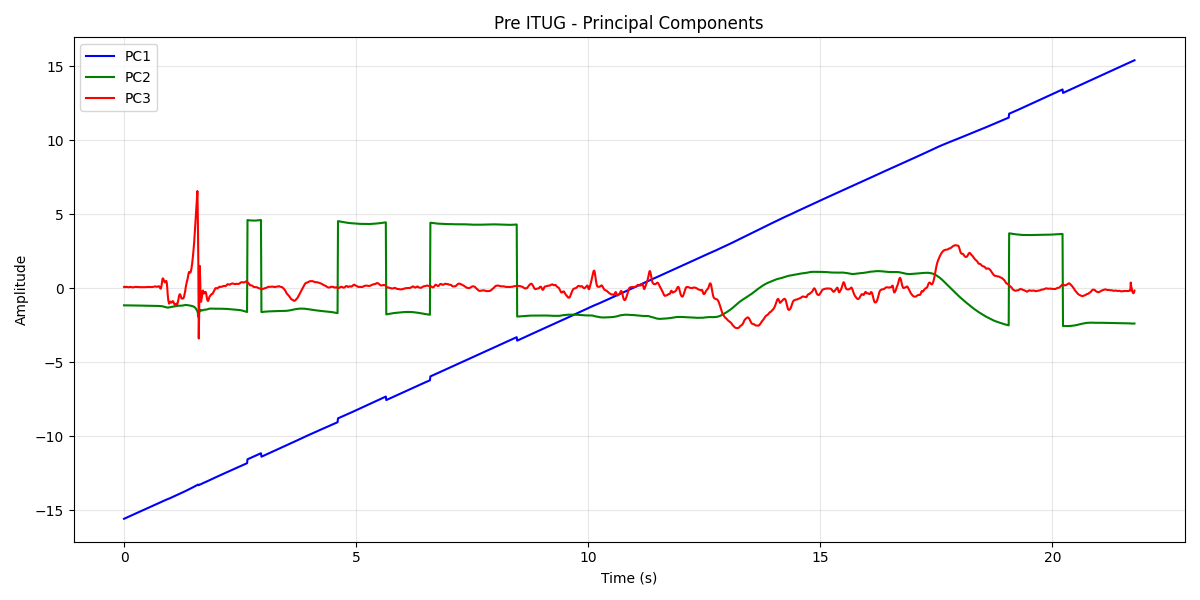 Pre ITUG - Principal Components
PC1
PC2
PC3
Amplitude
15
10
5
0
−5
−10
−15
0 5 10 15 20
Time (s)